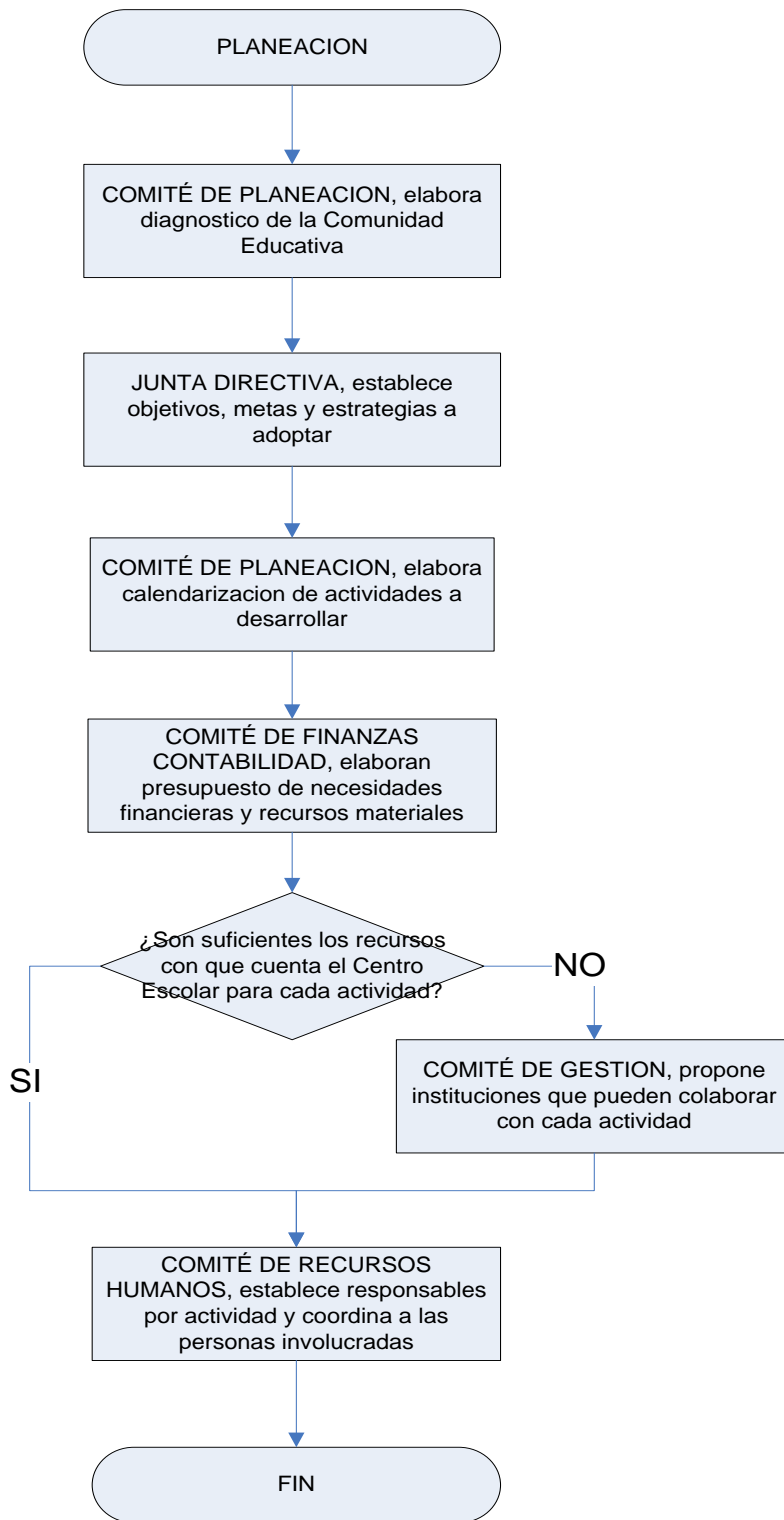 PLANEACION
COMITÉ DE PLANEACION, elabora
diagnostico de la Comunidad
Educativa
JUNTA DIRECTIVA, establece
objetivos, metas y estrategias a
adoptar
COMITÉ DE PLANEACION, elabora
calendarizacion de actividades a
desarrollar
COMITÉ DE FINANZAS
CONTABILIDAD, elaboran
presupuesto de necesidades
financieras y recursos materiales
¿Son suficientes los recursos
con que cuenta el Centro
Escolar para cada actividad?
NO
SI
COMITÉ DE GESTION, propone
instituciones que pueden colaborar
con cada actividad
COMITÉ DE RECURSOS
HUMANOS, establece responsables
por actividad y coordina a las
personas involucradas
FIN